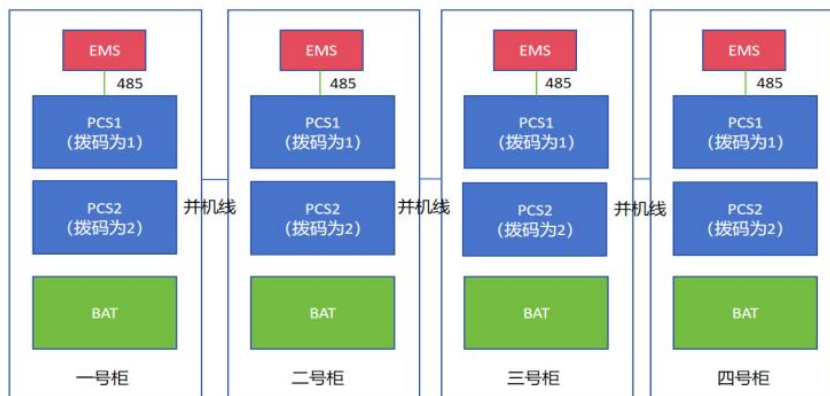 EMS
485
PCS1
(拨码为1)
PCS2
(拨码为2)
BAT
一号柜
并机线
EMS
485
PCS1
(拨码为1)
PCS2
(拨码为2)
BAT
二号柜
并机线
EMS
485
PCS1
(拨码为1)
PCS2
(拨码为2)
BAT
三号柜
并机线
EMS
485
PCS1
(拨码为1)
PCS2
(拨码为2)
BAT
四号柜